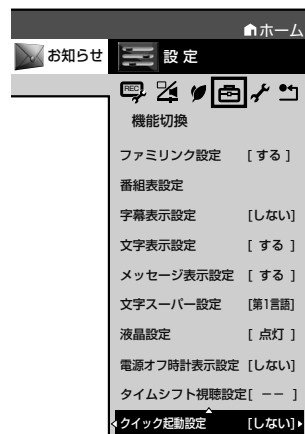 ホーム
お知らせ
設定
REC
機能切換
ファミリンク設定 [ する ]
番組表設定
字幕表示設定 [しない]
文字表示設定 [ する ]
メッセージ表示設定 [ する ]
文字スーパー設定 [第1言語]
液晶設定 [ 点灯 ]
電源オフ時計表示設定 [しない]
タイムシフト視聴設定[ −− ]
クイック起動設定 [しない]